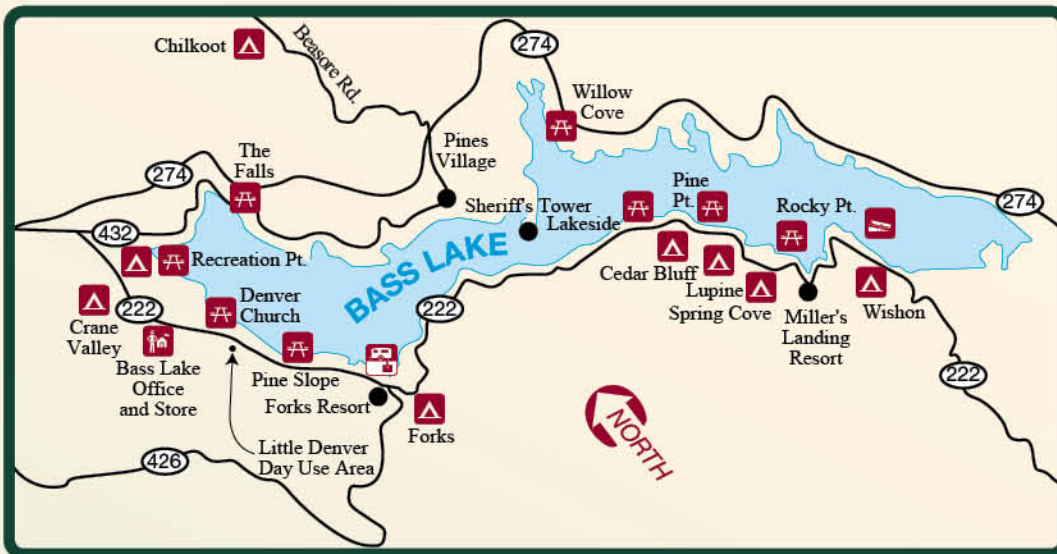 Chilkoot
Beasore Rd.
274
Willow
Cove
Pines
Village
The
Falls
274
Sheriff's Tower
Lakeside
Pine
Pt.
Rocky Pt.
274
432
Recreation Pt.
BASS LAKE
Cedar Bluff
Lupine
Spring Cove
Miller's
Landing
Resort
Wishon
Crane
Valley
222
Denver
Church
222
Bass Lake
Office
and Store
Pine Slope
Forks Resort
Forks
222
Little Denver
Day Use Area
426
NORTH